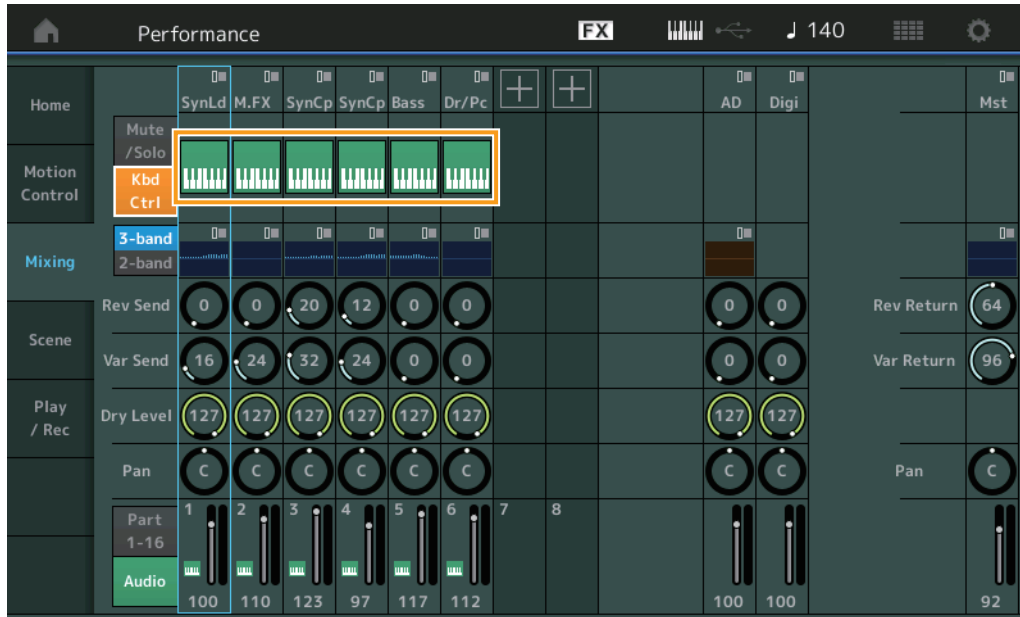 Performance FX 140
SynLd M.FX SynCp SynCp Bass Dr/Pc AD Digi Mst
Home
Mute
/Solo
Motion
Control
Kbd
Ctrl
3-band
2-band
Mixing
Rev Send 0 0 20 12 0 0 0 0 Rev Return 64
Scene
Var Send 16 24 32 24 0 0 0 0 Var Return 96
Play
/ Rec
Dry Level 127 127 127 127 127 127 127 127
Pan C C C C C C C C Pan C
1 2 3 4 5 6 7 8
Part
1-16
Audio
100 110 123 97 117 112 100 100 92